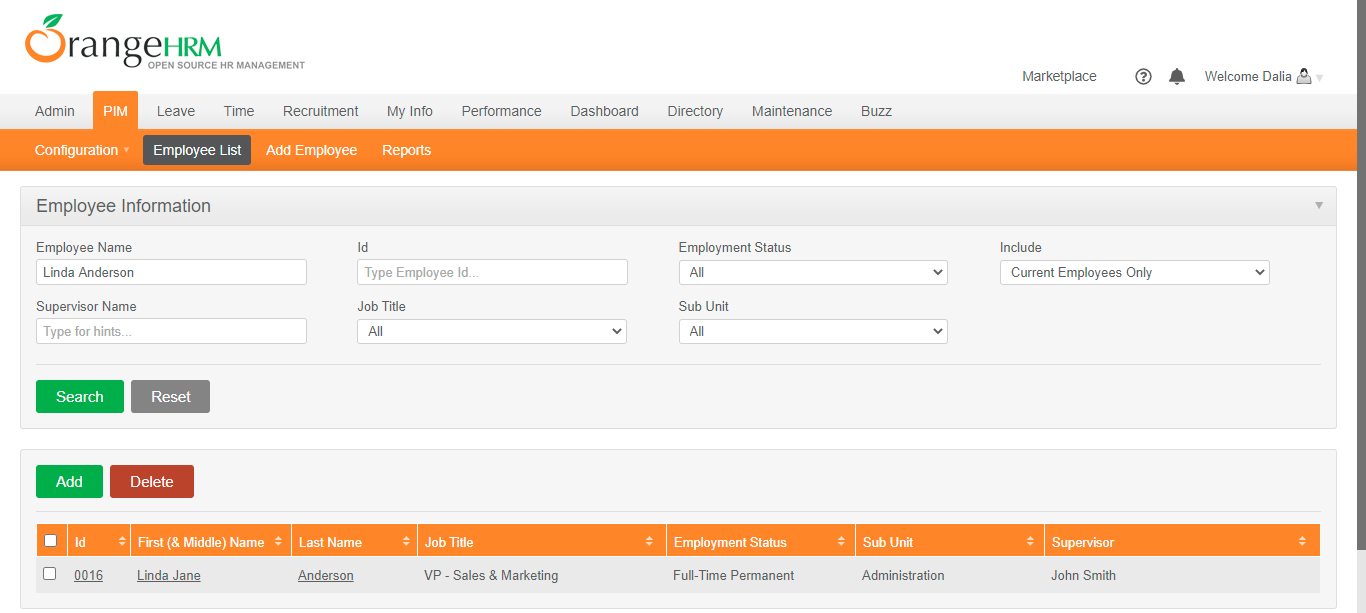 OrangeHRM
OPEN SOURCE HR MANAGEMENT
Marketplace ? Welcome Dalia
Admin PIM Leave Time Recruitment My Info Performance Dashboard Directory Maintenance Buzz
Configuration Employee List Add Employee Reports
Employee Information
Employee Name Id Employment Status Include
Linda Anderson Type Employee Id... All Current Employees Only
Supervisor Name Job Title Sub Unit
Type for hints... All All
Search Reset
Add Delete
Id First (& Middle) Name Last Name Job Title Employment Status Sub Unit Supervisor
0016 Linda Jane Anderson VP - Sales & Marketing Full-Time Permanent Administration John Smith